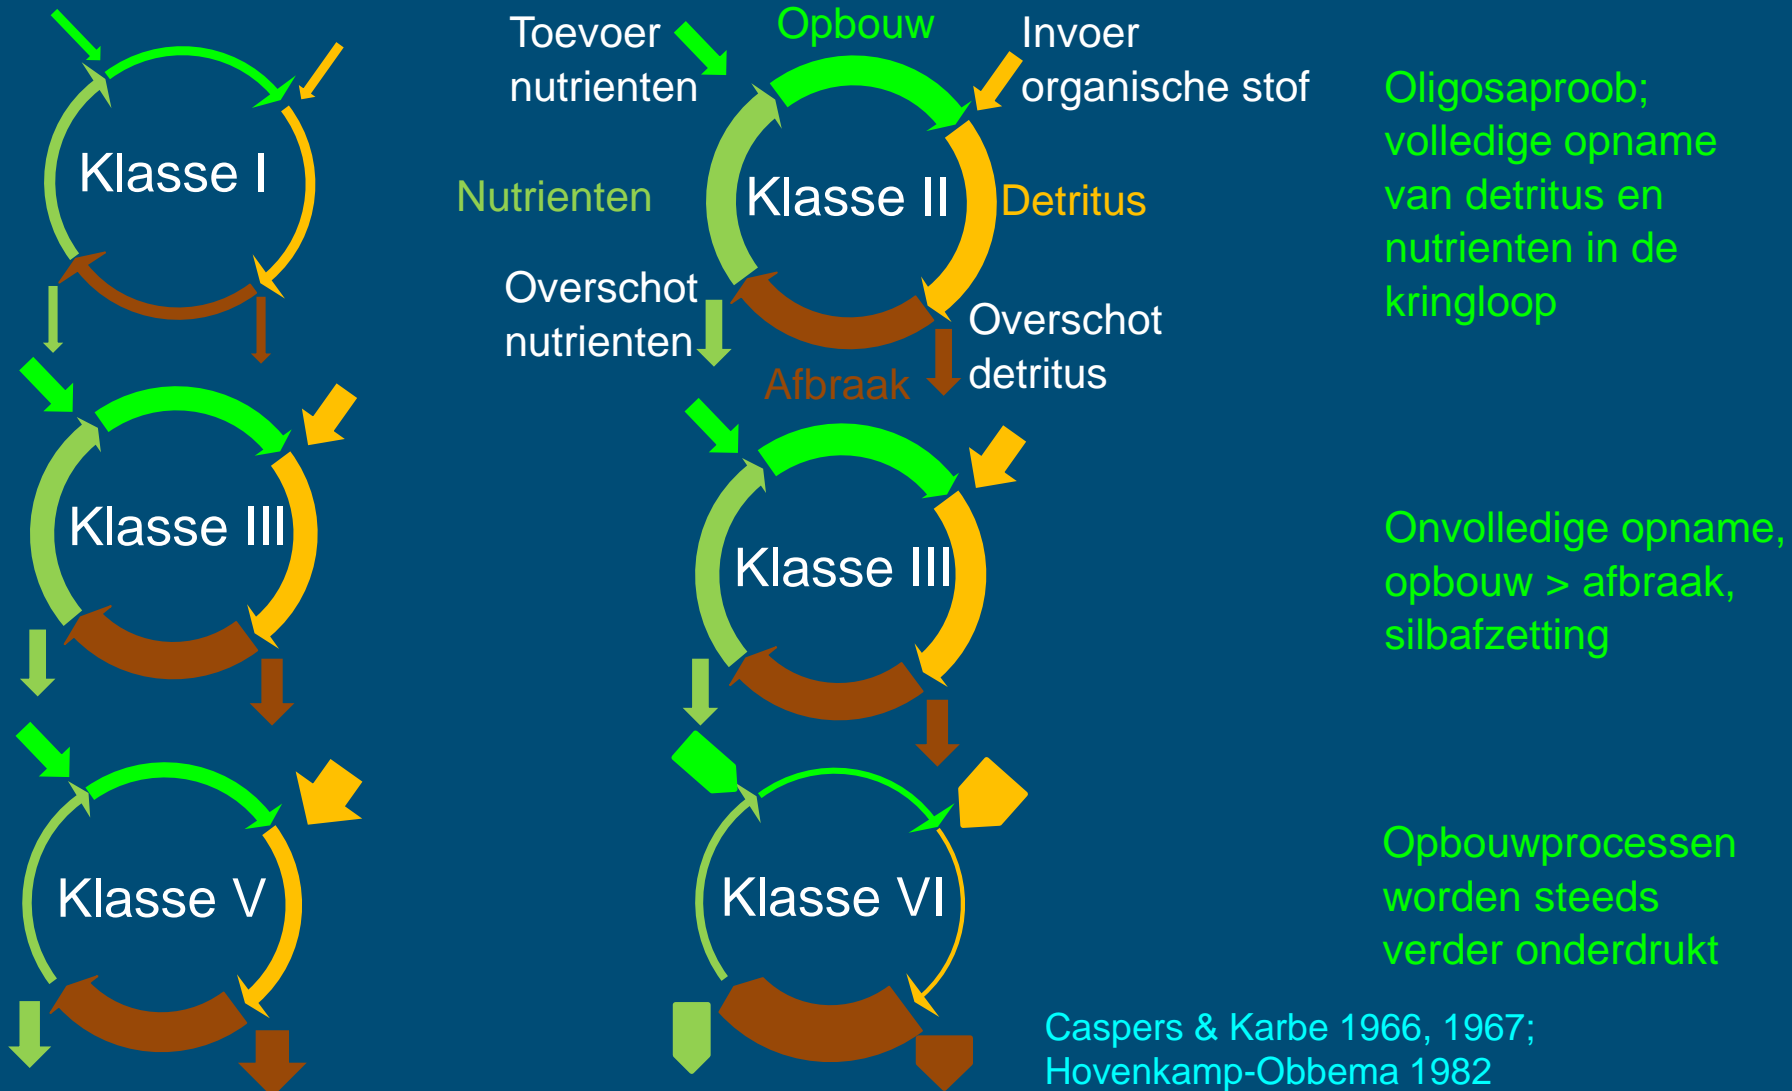 Klasse I
Toevoer
nutrienten
Opbouw
Invoer
organische stof
Nutrienten
Klasse II
Detritus
Overschot
nutrienten
Overschot
detritus
Afbraak
Oligosaproob;
volledige opname
van detritus en
nutrienten in de
kringloop
Klasse III
Klasse III
Onvolledige opname,
opbouw > afbraak,
silbafzetting
Klasse V
Klasse VI
Opbouwprocessen
worden steeds
verder onderdrukt
Caspers & Karbe 1966, 1967;
Hovenkamp-Obbema 1982